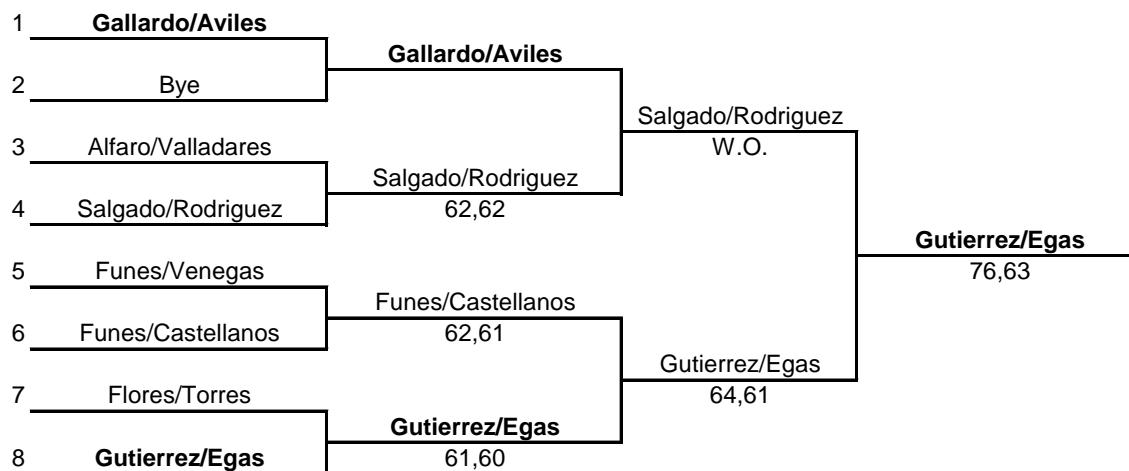 1 Gallardo/Aviles
Gallardo/Aviles
2 Bye
Salgado/Rodriguez
W.O.
3 Alfaro/Valladares
Salgado/Rodriguez
62,62
4 Salgado/Rodriguez
Gutierrez/Egas
76,63
5 Funes/Venegas
Funes/Castellanos
62,61
6 Funes/Castellanos
Gutierrez/Egas
64,61
7 Flores/Torres
Gutierrez/Egas
61,60
8 Gutierrez/Egas